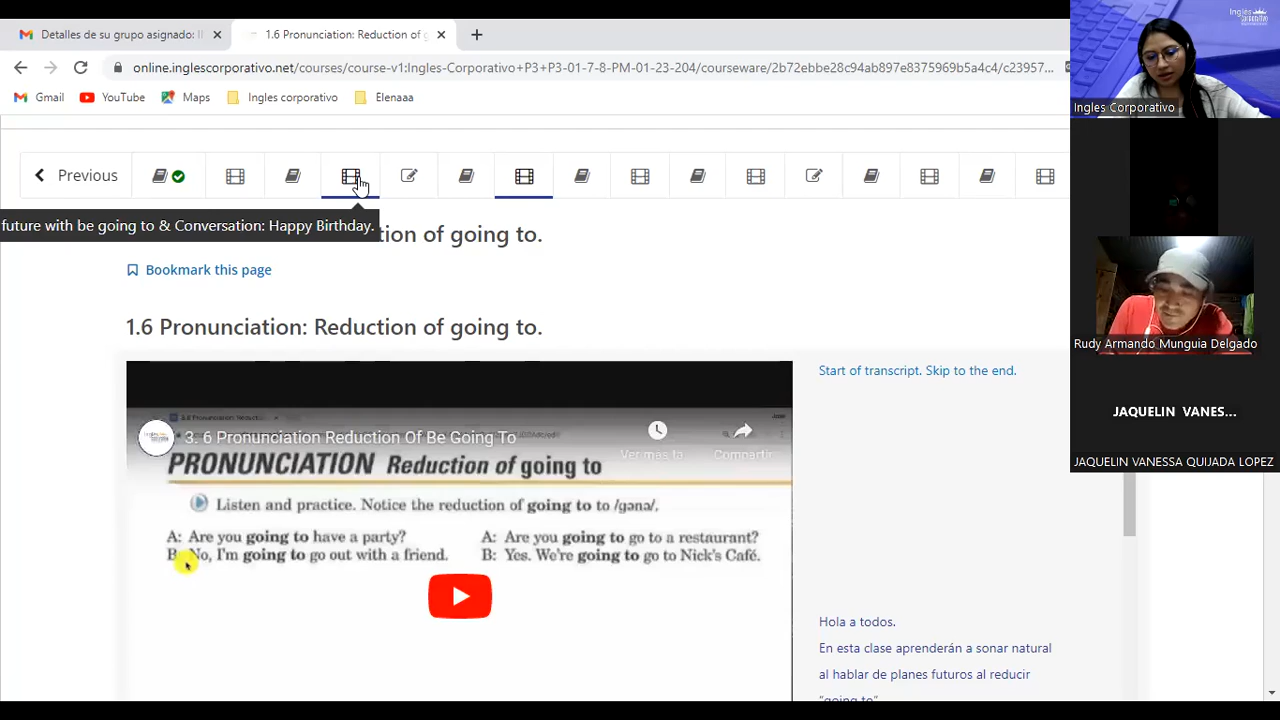 Detalles de su grupo asignado: I
1.6 Pronunciation: Reduction of g
online.inglescorporativo.net/courses/course-v1:Ingles-Corporativo+P3+P3-01-7-8-PM-01-23-204/courseware/2b72ebbe28c94ab897e8375969b5a4c4/c23957...
Gmail
YouTube
Maps
Ingles corporativo
Elenaaa
Previous
future with be going to & Conversation: Happy Birthday.
tion of going to.
Bookmark this page
1.6 Pronunciation: Reduction of going to.
3. 6 Pronunciation Reduction Of Be Going To
Ver más ta.
Compartir
PRONUNCIATION Reduction of going to
Listen and practice. Notice the reduction of going to to /gənə/.
A: Are you going to have a party?
B: No, I'm going to go out with a friend.
A: Are you going to go to a restaurant?
B: Yes. We're going to go to Nick's Café.
Start of transcript. Skip to the end.
Hola a todos.
En esta clase aprenderán a sonar natural
al hablar de planes futuros al reducir
"going to"
Ingles Corporativo
Rudy Armando Munguia Delgado
JAQUELIN VANES...
JAQUELIN VANESSA QUIJADA LOPEZ